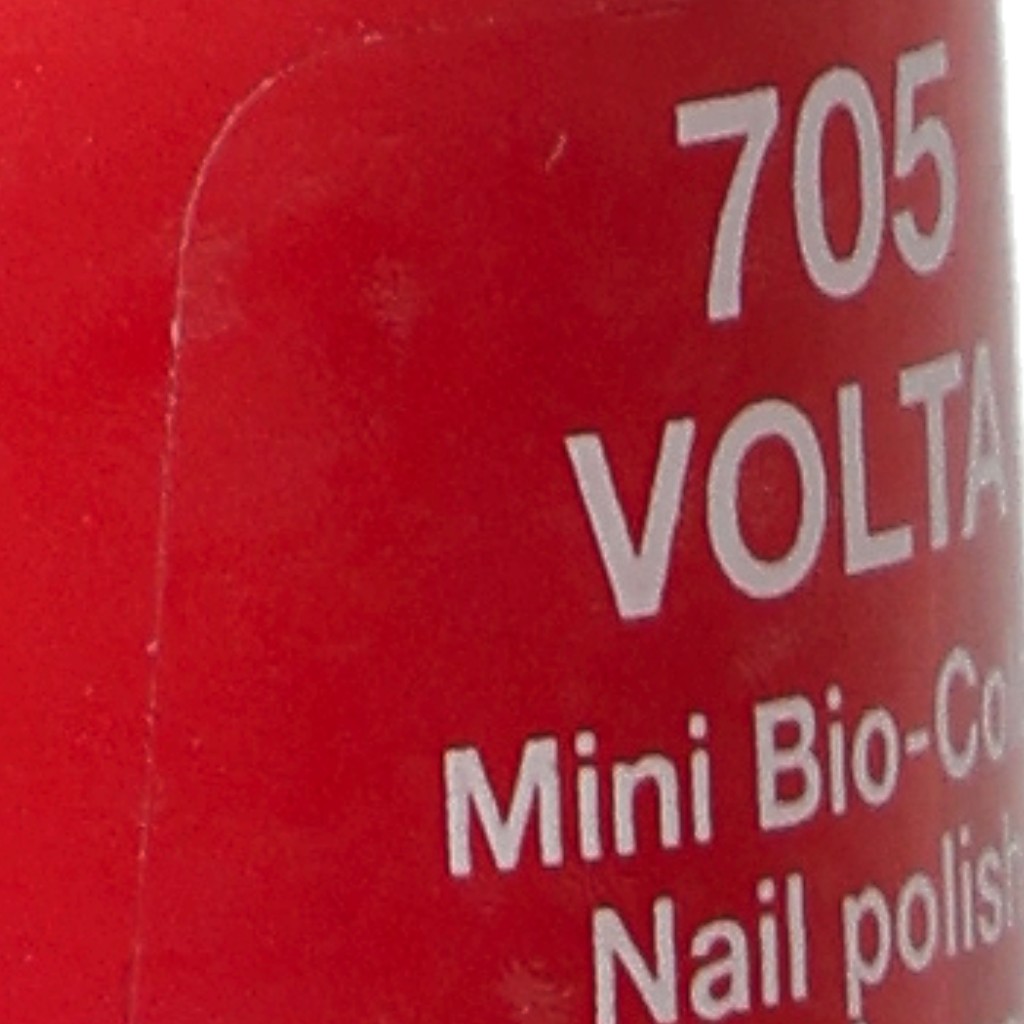 705
VOLTA
Mini Bio-Co
Nail polish